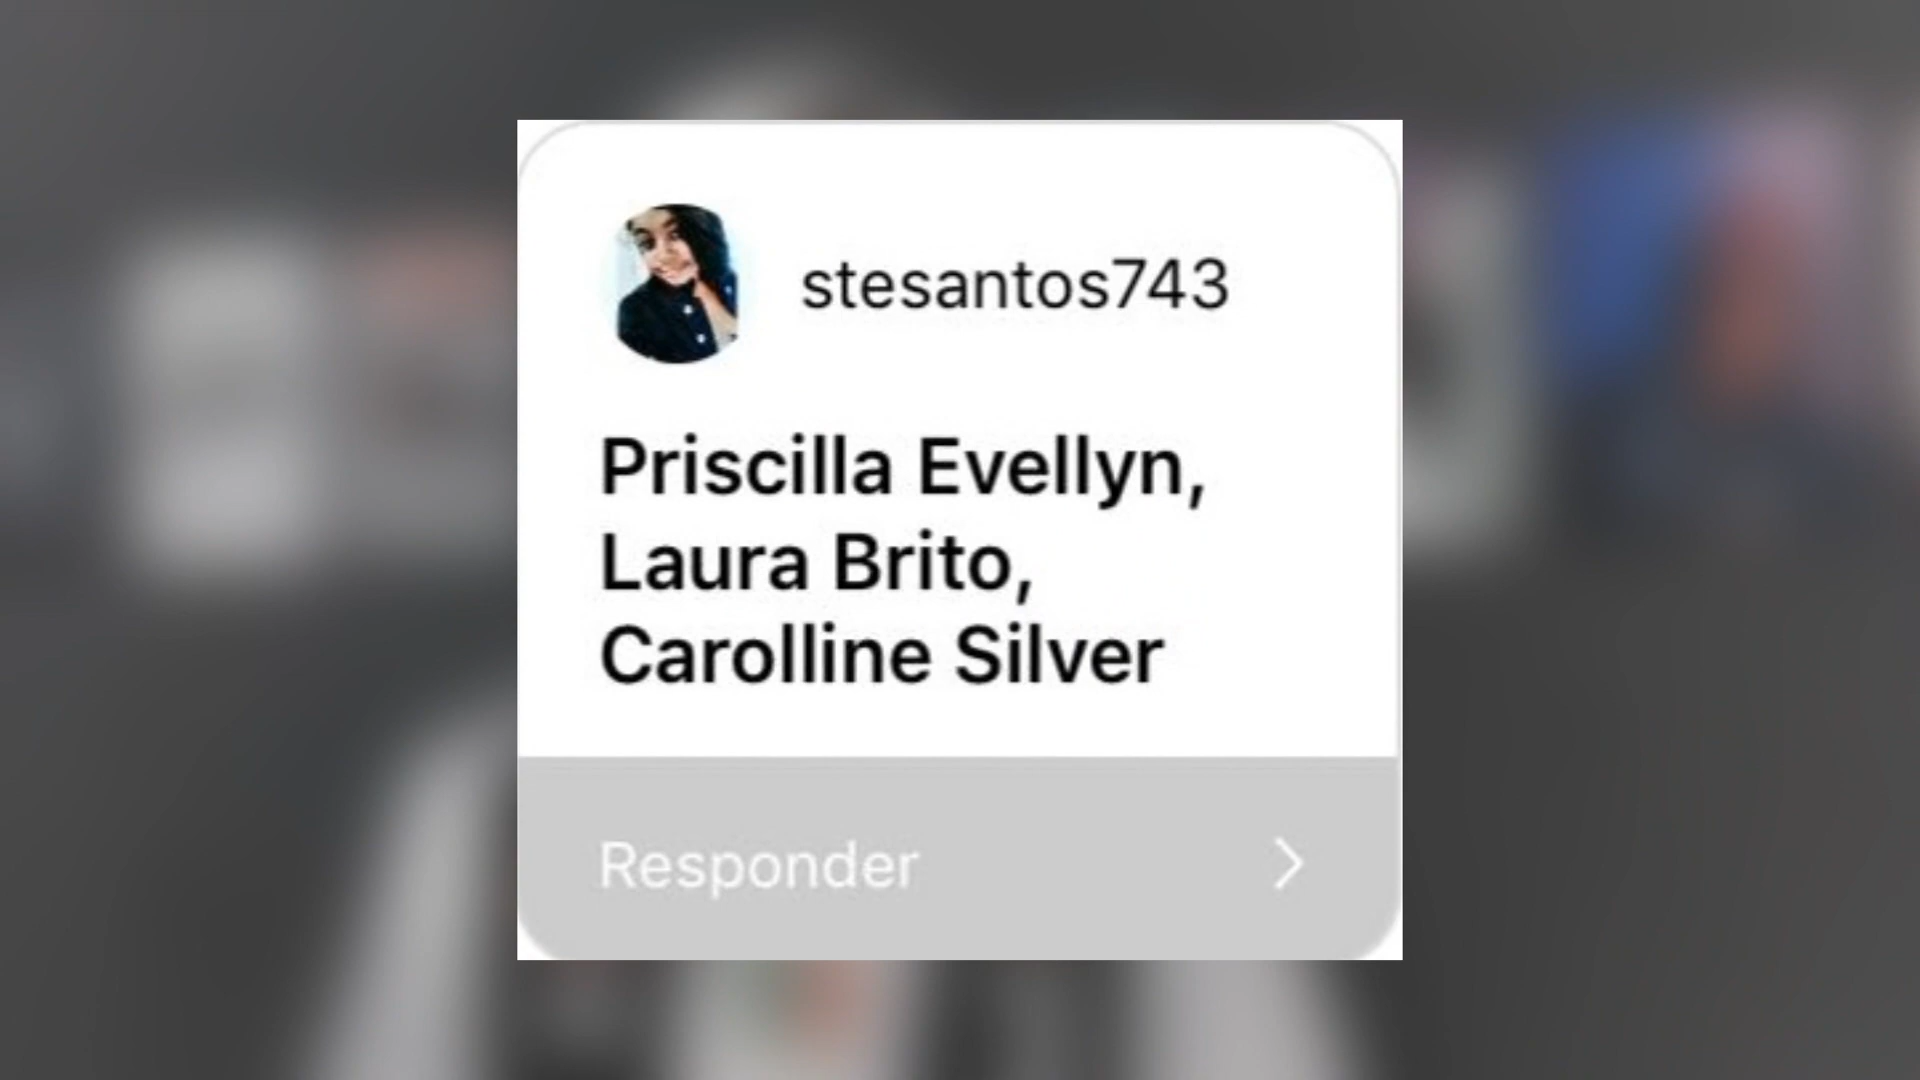 stesantos743
Priscilla Evellyn,
Laura Brito,
Carolline Silver
Responder